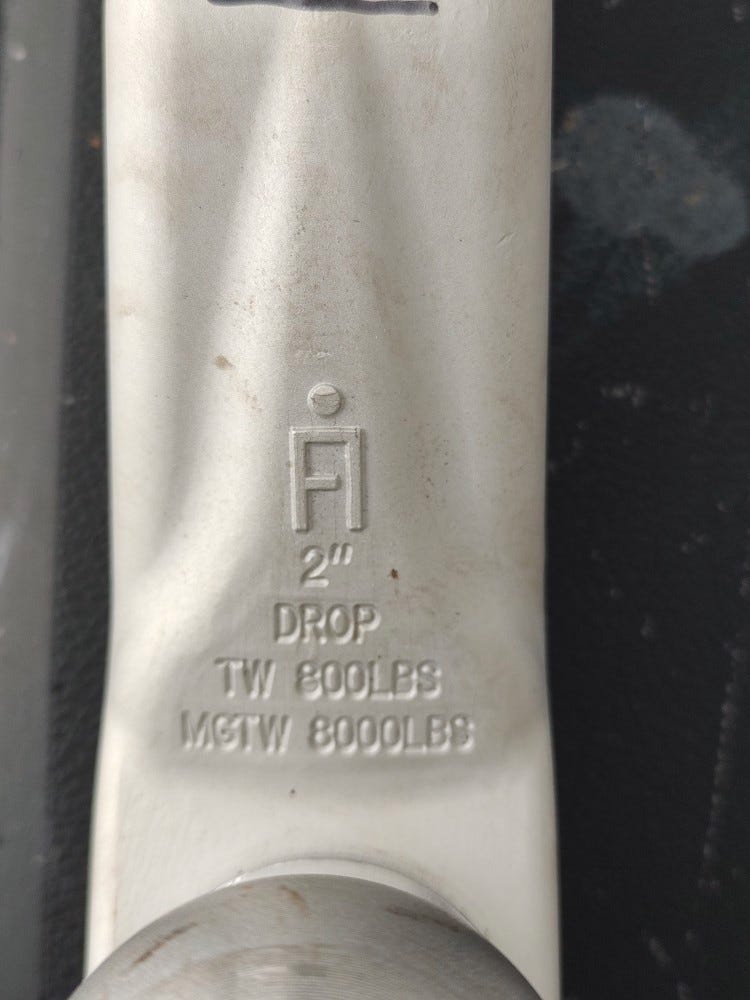 2"
DROP
TW 800LBS
MGTW 8000LBS